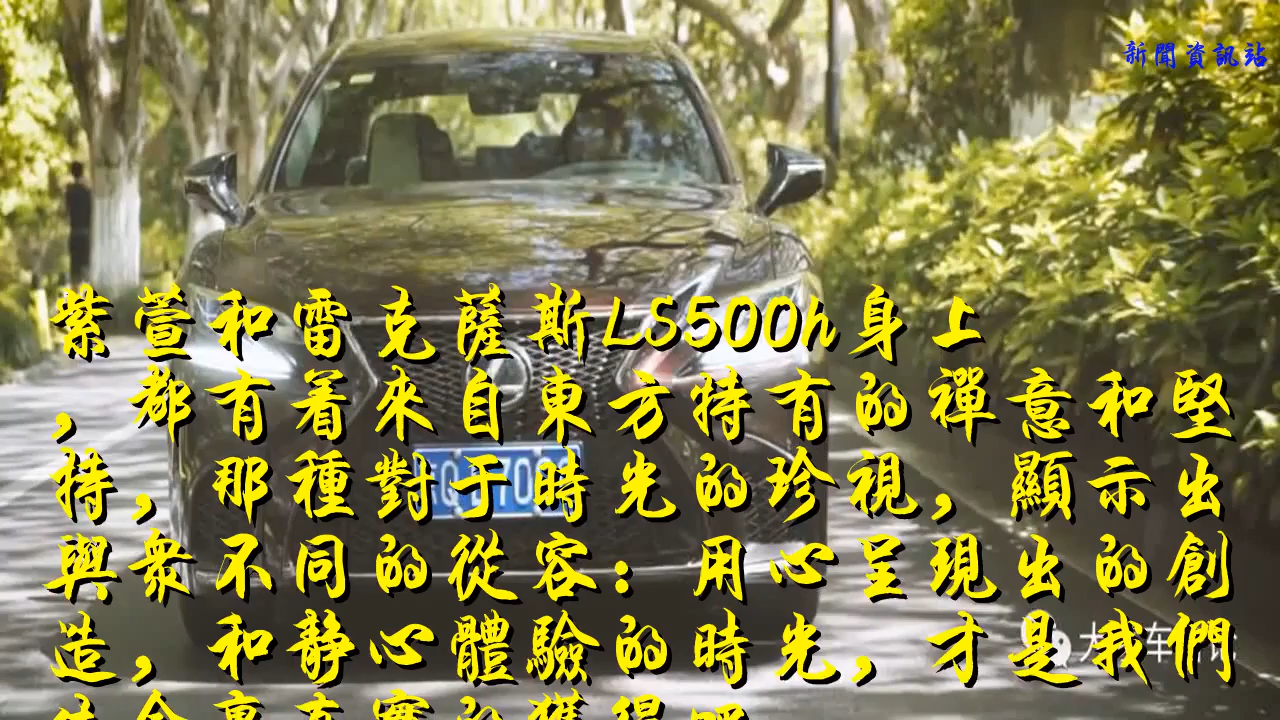 新聞資訊站
紫萱和雷克薩斯LS500h身上
，都有着來自東方特有的禪意和堅
持，那種對于時光的珍視，顯示出
與衆不同的從容：用心呈現出的創
造，和静心體驗的時光，才是我們